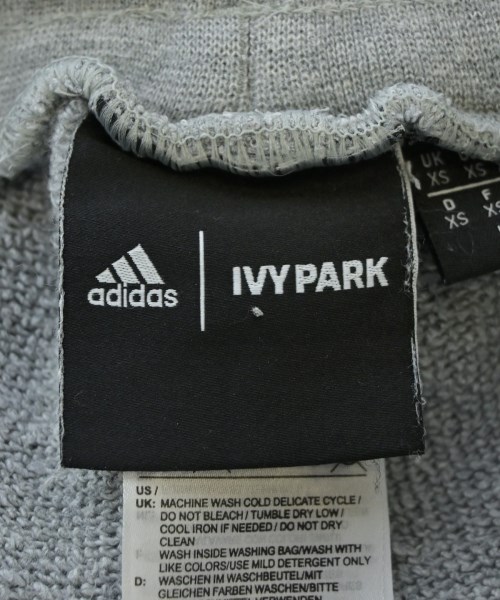 UK
XS
D F
XS XS
adidas | IVY PARK
US /
UK: MACHINE WASH COLD DELICATE CYCLE /
DO NOT BLEACH / TUMBLE DRY LOW /
COOL IRON IF NEEDED / DO NOT DRY
CLEAN
WASH INSIDE WASHING BAG/WASH WITH
LIKE COLORS/USE MILD DETERGENT ONLY
D: WASCHEN IM WASCHBEUTEL/MIT
GLEICHEN FARBEN WASCHEN/BITTE